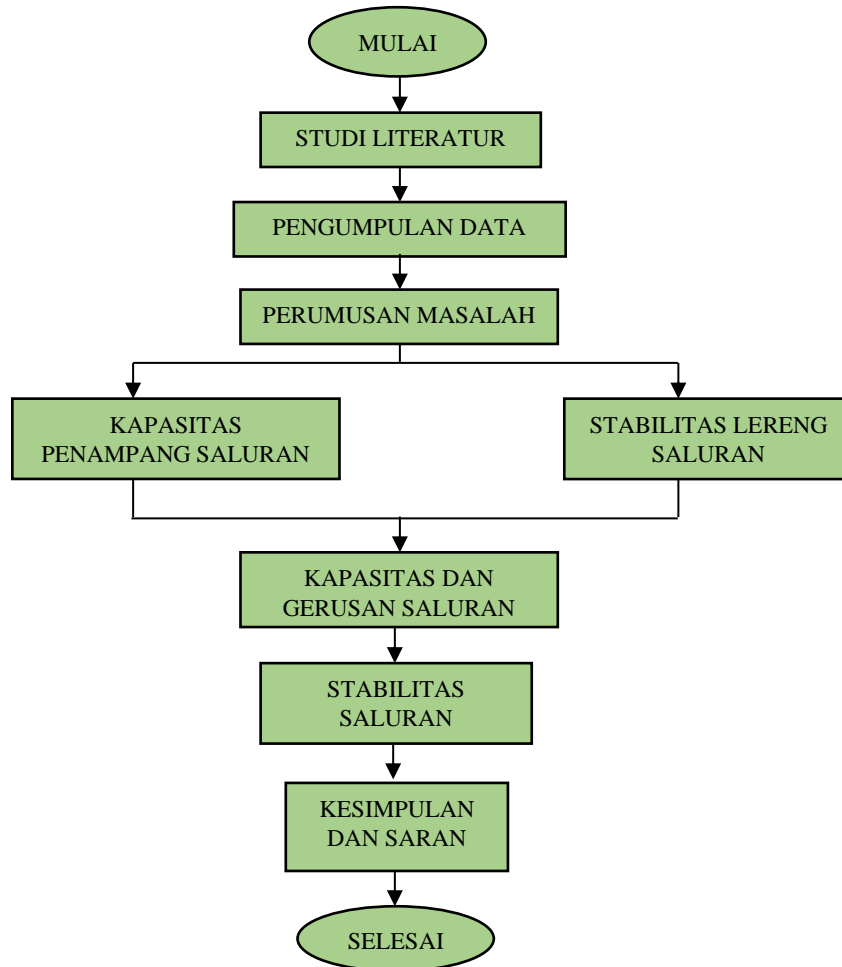 MULAI
STUDI LITERATUR
PENGUMPULAN DATA
PERUMUSAN MASALAH
KAPASITAS
PENAMPANG SALURAN
STABILITAS LERENG
SALURAN
KAPASITAS DAN
GERUSAN SALURAN
STABILITAS
SALURAN
KESIMPULAN
DAN SARAN
SELESAI